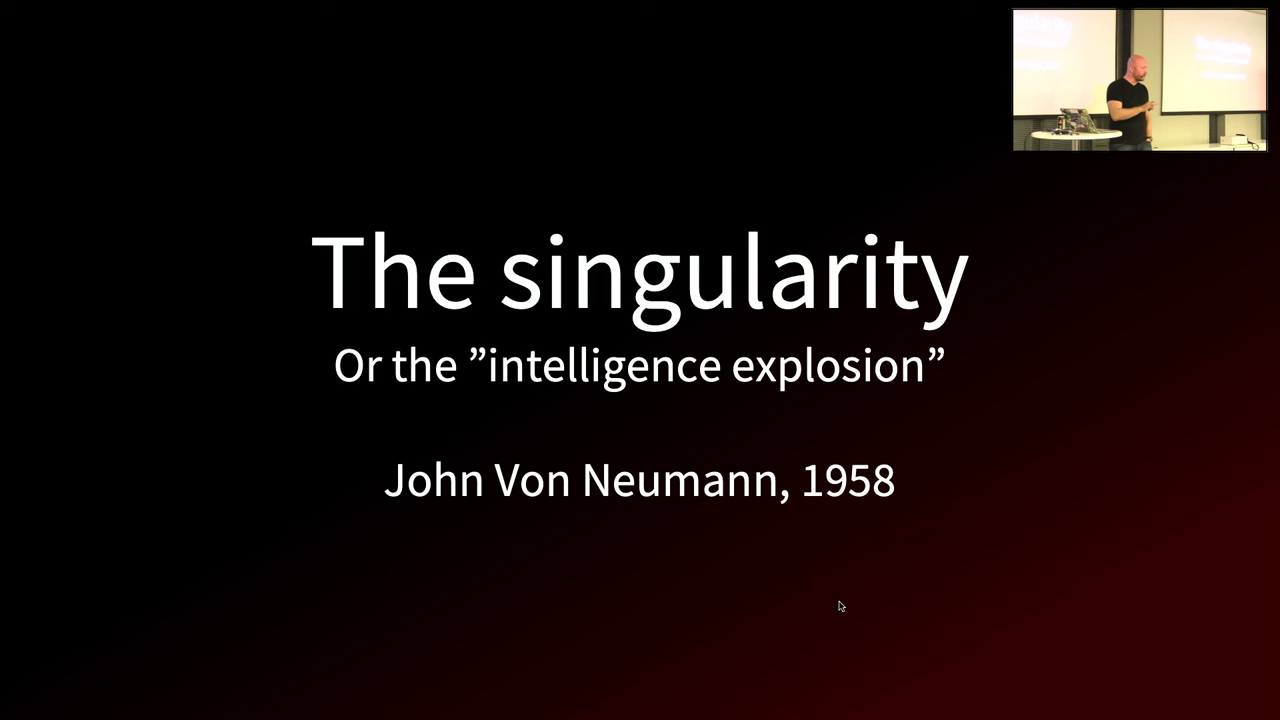 The singularity
Or the ”intelligence explosion”
John Von Neumann, 1958